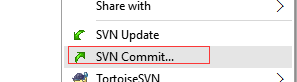 Share with
SVN Update
SVN Commit...
TortoiseSVN